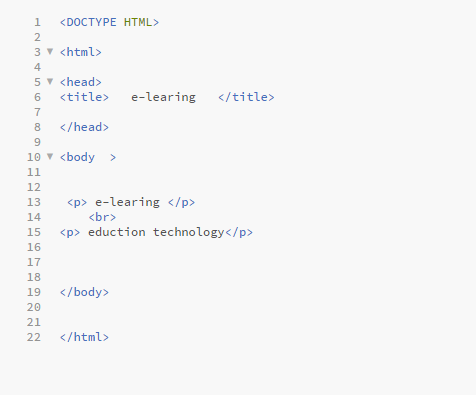 1 <DOCTYPE HTML>
2
3 <html>
4
5 <head>
6 <title>   e-learing   </title>
7
8 </head>
9
10 <body  >
11
12
13  <p> e-learing </p>
14     <br>
15 <p> eduction technology</p>
16
17
18
19 </body>
20
21
22 </html>